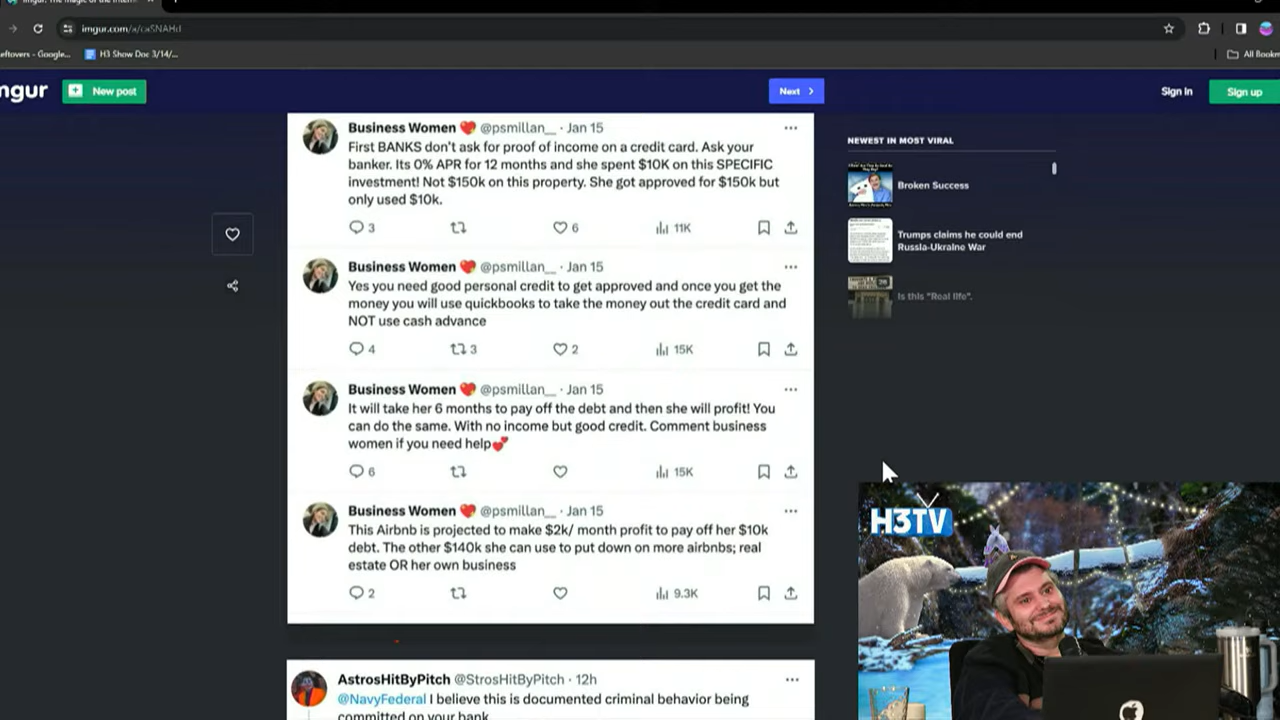 imgur.com/a/caSNAHd
eftovers - Google...
H3 Show Doc 3/14/...
All Bookm
mgur
New post
Next
Sign in
Sign up
Business Women @psmillan__ · Jan 15
First BANKS don't ask for proof of income on a credit card. Ask your
banker. Its 0% APR for 12 months and she spent $10K on this SPECIFIC
investment! Not $150k on this property. She got approved for $150k but
only used $10k.
3
6
11K
Business Women @psmillan__ · Jan 15
Yes you need good personal credit to get approved and once you get the
money you will use quickbooks to take the money out the credit card and
NOT use cash advance
4
3
2
15K
Business Women @psmillan__ · Jan 15
It will take her 6 months to pay off the debt and then she will profit! You
can do the same. With no income but good credit. Comment business
women if you need help
6
15K
Business Women @psmillan__ · Jan 15
This Airbnb is projected to make $2k/ month profit to pay off her $10k
debt. The other $140k she can use to put down on more airbnbs; real
estate OR her own business
2
9.3K
AstrosHitByPitch @StrosHitByPitch · 12h
@NavyFederal I believe this is documented criminal behavior being
committed on your bank
NEWEST IN MOST VIRAL
Broken Success
Trumps claims he could end
Russia-Ukraine War
Is this "Real life".
H3TV